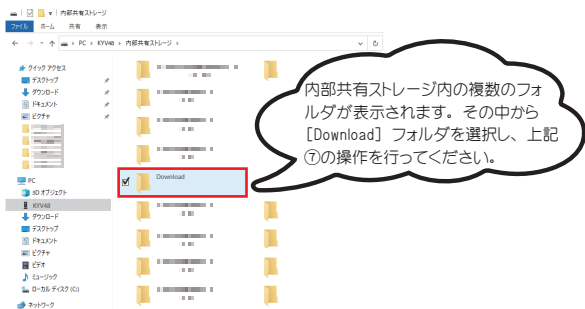 内部共有ストレージ
ファイル ホーム 共有 表示
PC › KYV48 › 内部共有ストレージ ›
クイック アクセス
デスクトップ
ダウンロード
ドキュメント
ピクチャ
PC
3D オブジェクト
KYV48
ダウンロード
デスクトップ
ドキュメント
ピクチャ
ビデオ
ミュージック
ローカル ディスク (C:)
ネットワーク
Download
内部共有ストレージ内の複数のフォ
ルダが表示されます。その中から
[Download] フォルダを選択し、上記
⑦の操作を行ってください。